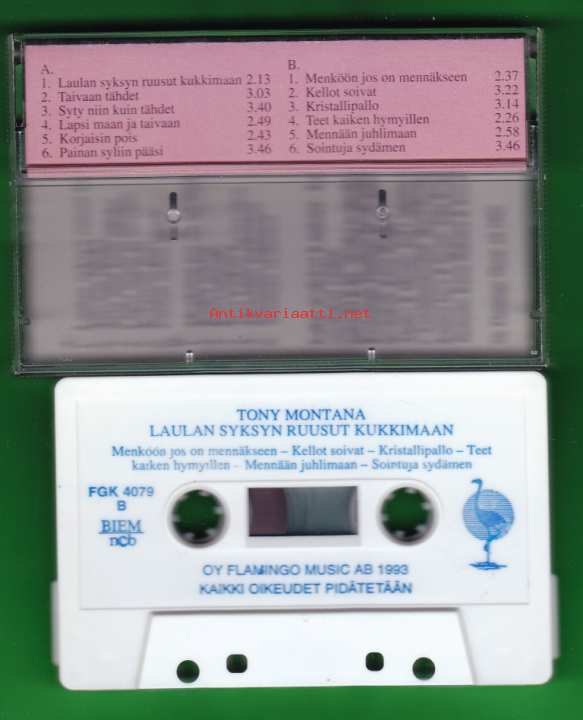 A.
1. Laulan syksyn ruusut kukkimaan 2.13
2. Taivaan tähdet 3.03
3. Syty niin kuin tähdet 3.40
4. Lapsi maan ja taivaan 2.49
5. Korjaisin pois 2.43
6. Painan syliin pääsi 3.46
B.
1. Menköön jos on mennäkseen 2.37
2. Kellot soivat 3.22
3. Kristallipallo 3.14
4. Teet kaiken hymyillen 2.26
5. Mennään juhlimaan 2.58
6. Sointuja sydämen 3.46
Antikvariaatti.net
TONY MONTANA
LAULAN SYKSYN RUUSUT KUKKIMAAN
Menköön jos on mennäkseen – Kellot soivat – Kristallipallo – Teet
kaiken hymyillen – Mennään juhlimaan – Sointuja sydämen
FGK 4079
B
BIEM
ncb
OY FLAMINGO MUSIC AB 1993
KAIKKI OIKEUDET PIDÄTETÄÄN